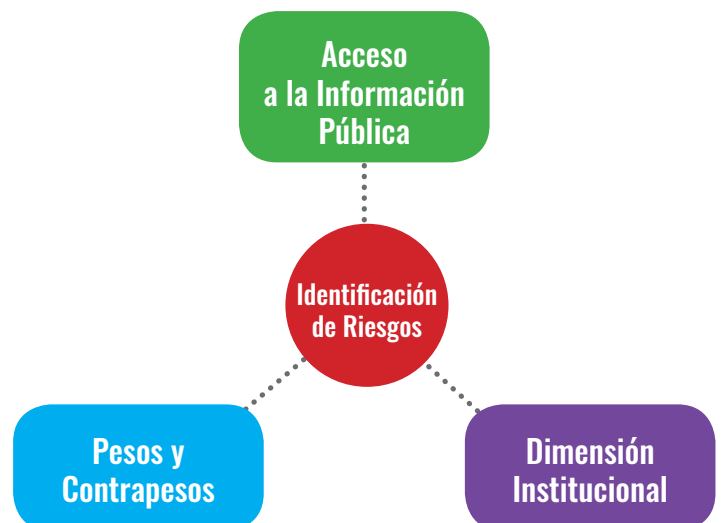 Acceso
a la Información
Pública
Identificación
de Riesgos
Pesos y
Contrapesos
Dimensión
Institucional